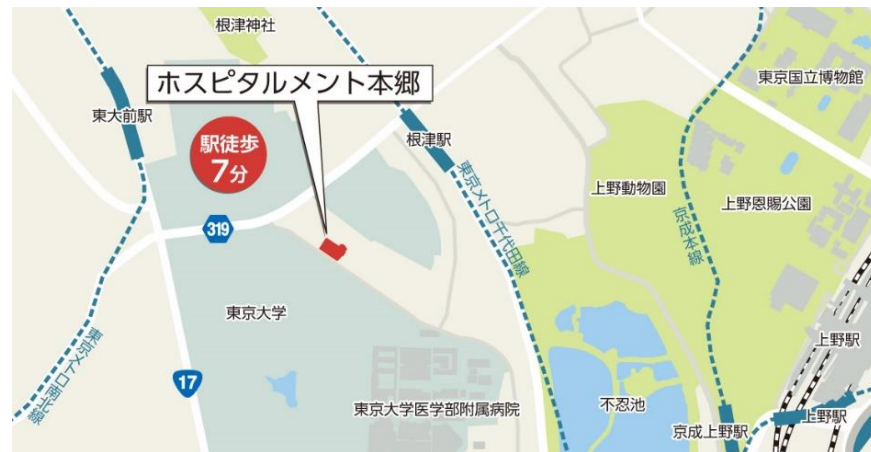 根津神社
東京国立博物館
ホスピタルメント本郷
東大前駅
駅徒歩
7分
根津駅
上野動物園
上野恩賜公園
東京メトロ千代田線
京成本線
319
東京大学
上野駅
東京メトロ南北線
17
東京大学医学部附属病院
不忍池
京成上野駅
上野駅